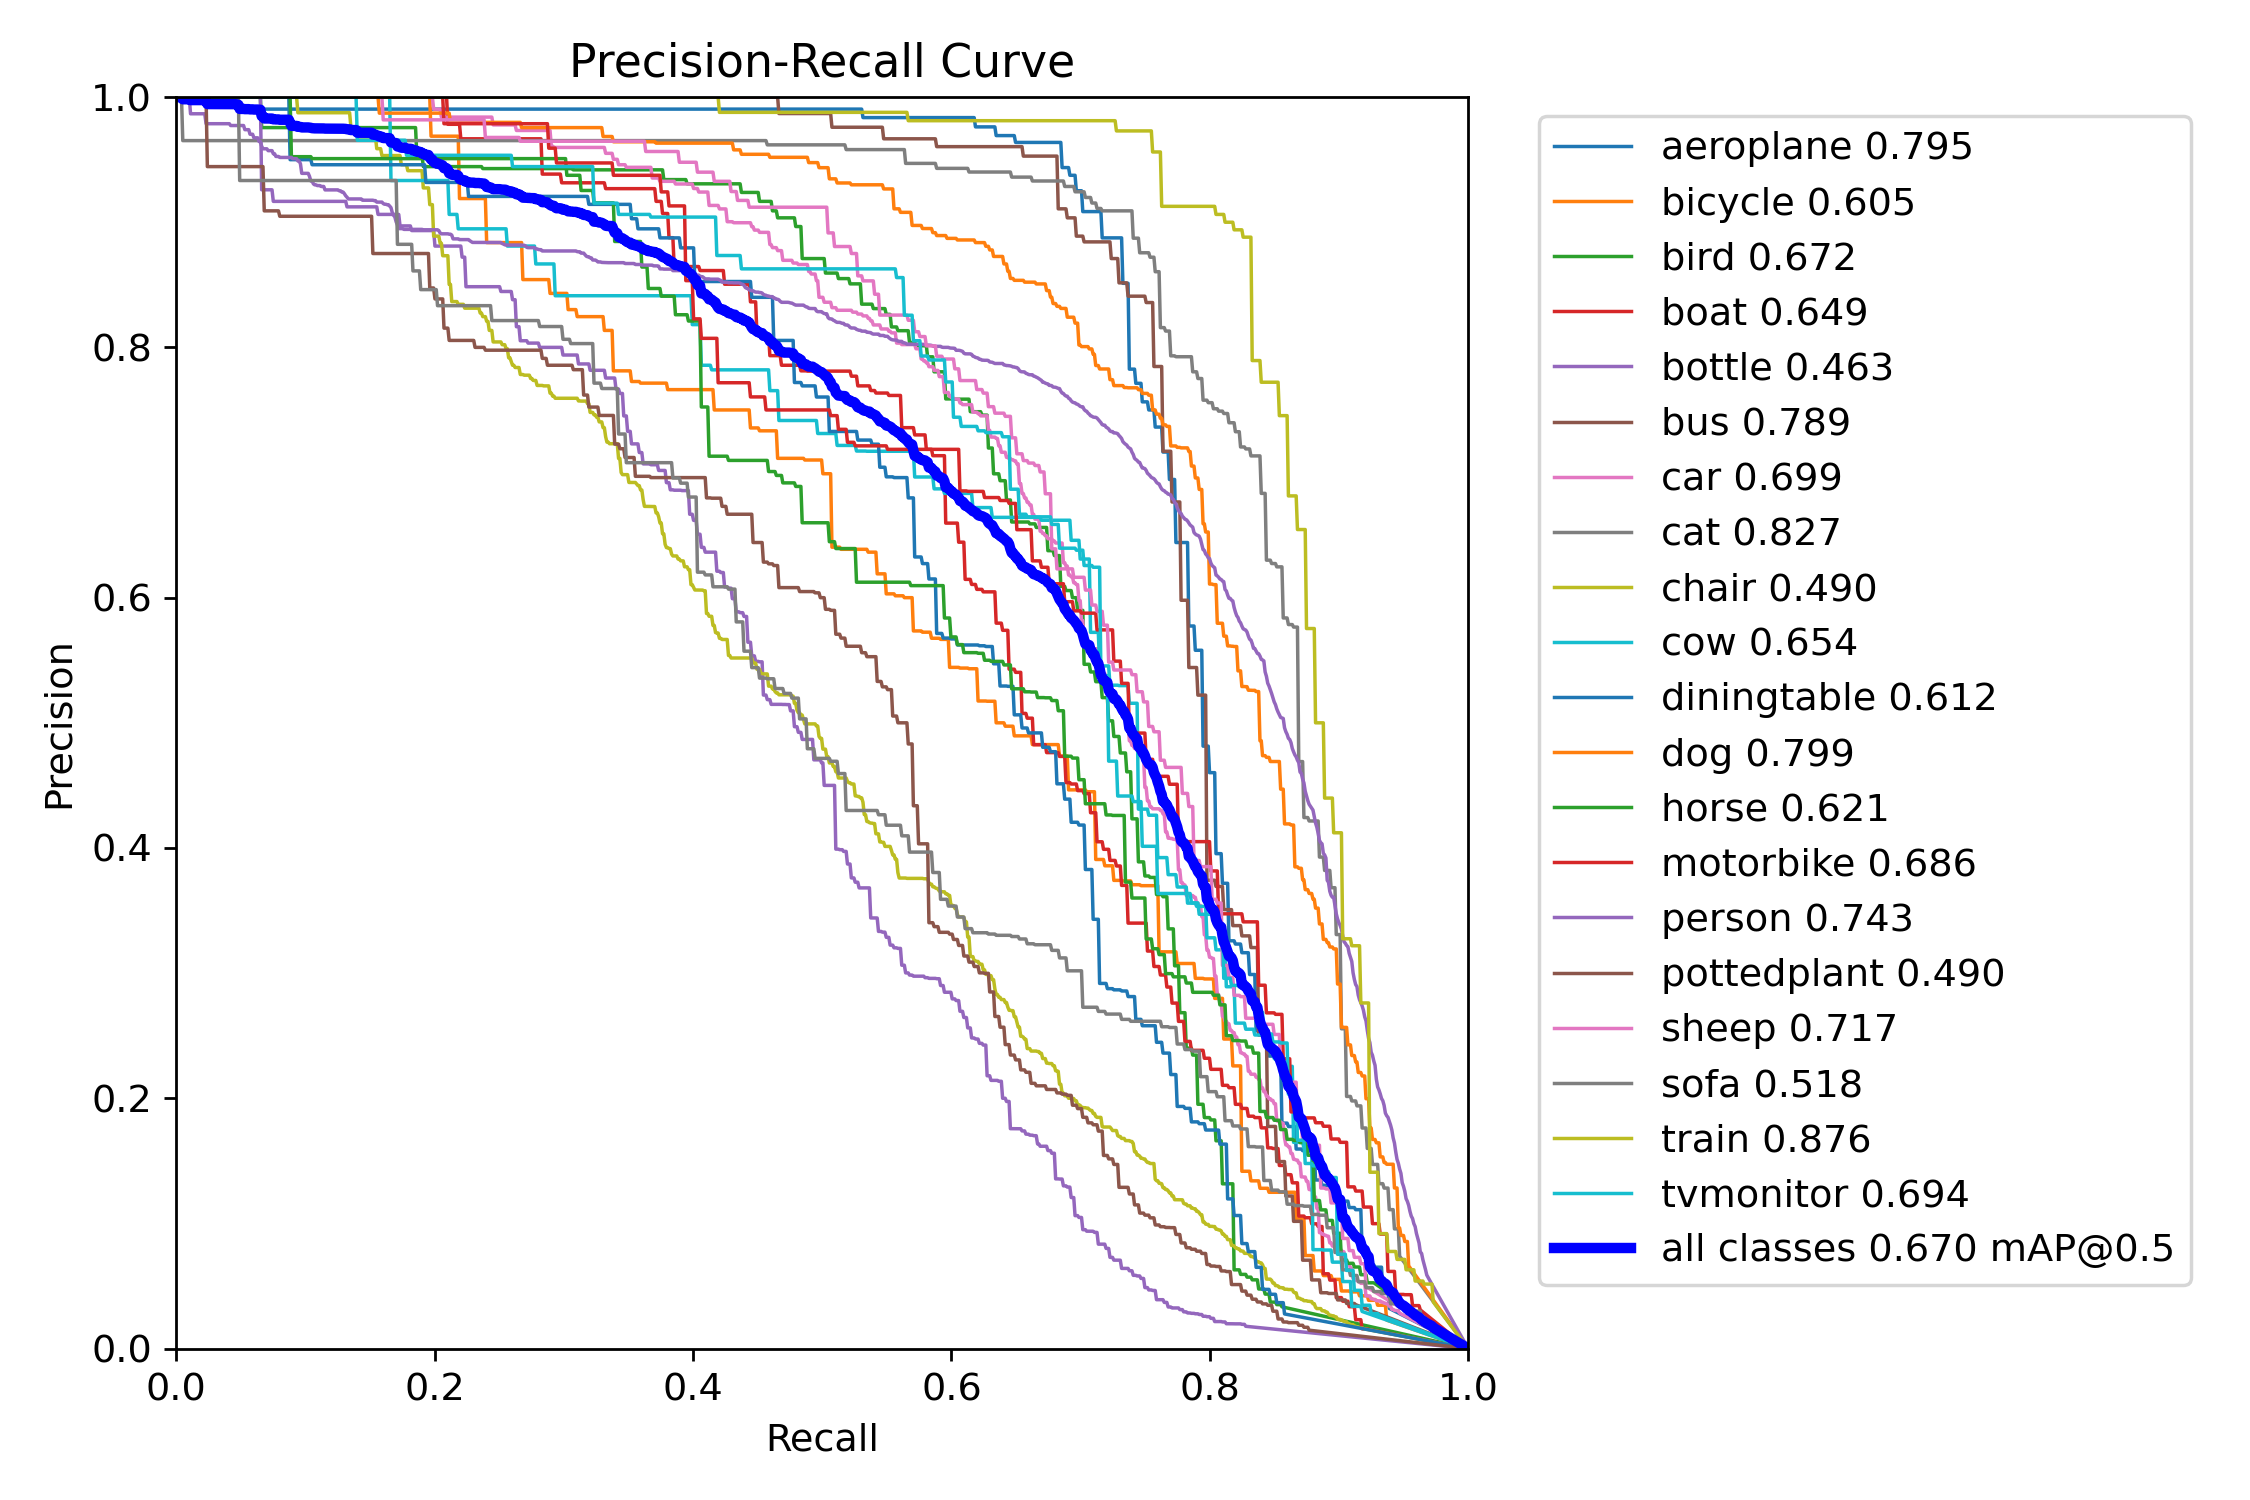 Precision-Recall Curve
1.0
0.8
0.6
0.4
0.2
0.0
Precision
0.0 0.2 0.4 0.6 0.8 1.0
Recall
aeroplane 0.795
bicycle 0.605
bird 0.672
boat 0.649
bottle 0.463
bus 0.789
car 0.699
cat 0.827
chair 0.490
cow 0.654
diningtable 0.612
dog 0.799
horse 0.621
motorbike 0.686
person 0.743
pottedplant 0.490
sheep 0.717
sofa 0.518
train 0.876
tvmonitor 0.694
all classes 0.670 mAP@0.5